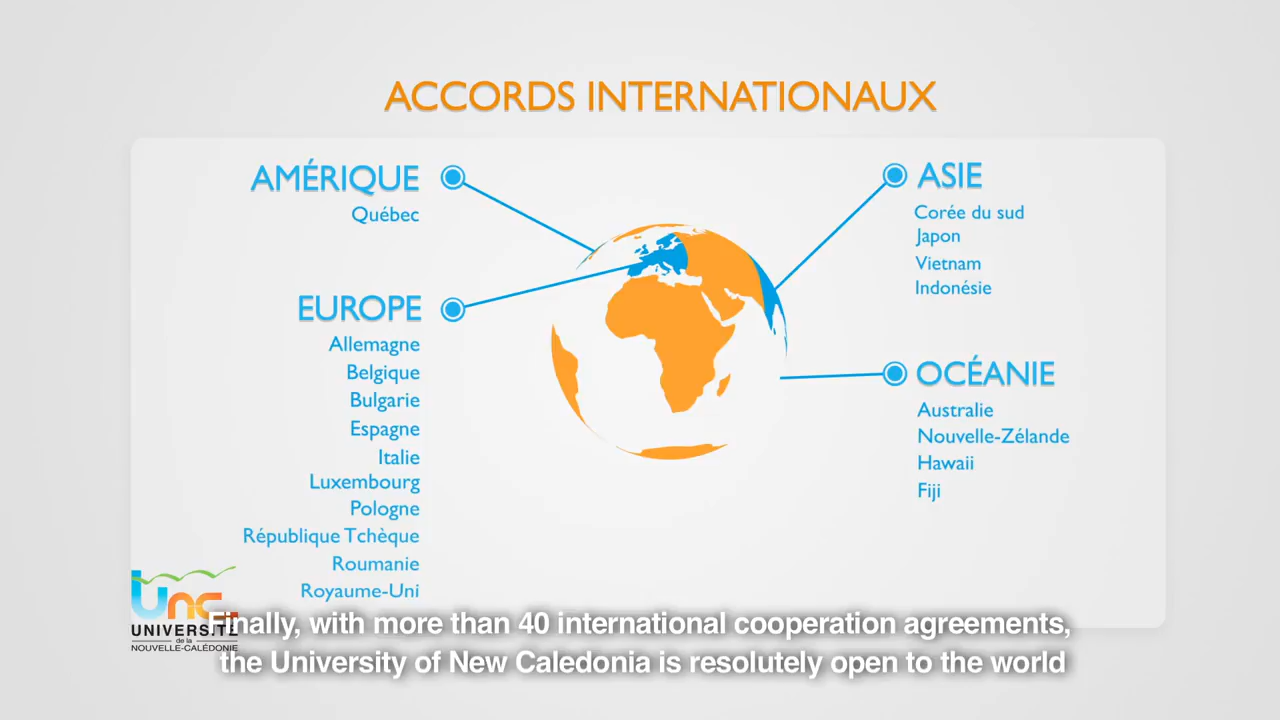 ACCORDS INTERNATIONAUX
AMÉRIQUE
Québec
EUROPE
Allemagne
Belgique
Bulgarie
Espagne
Italie
Luxembourg
Pologne
République Tchèque
Roumanie
Royaume-Uni
ASIE
Corée du sud
Japon
Vietnam
Indonésie
OCÉANIE
Australie
Nouvelle-Zélande
Hawaii
Fiji
unc
UNIVERSITÉ
de la
NOUVELLE-CALÉDONIE
Finally, with more than 40 international cooperation agreements,
the University of New Caledonia is resolutely open to the world